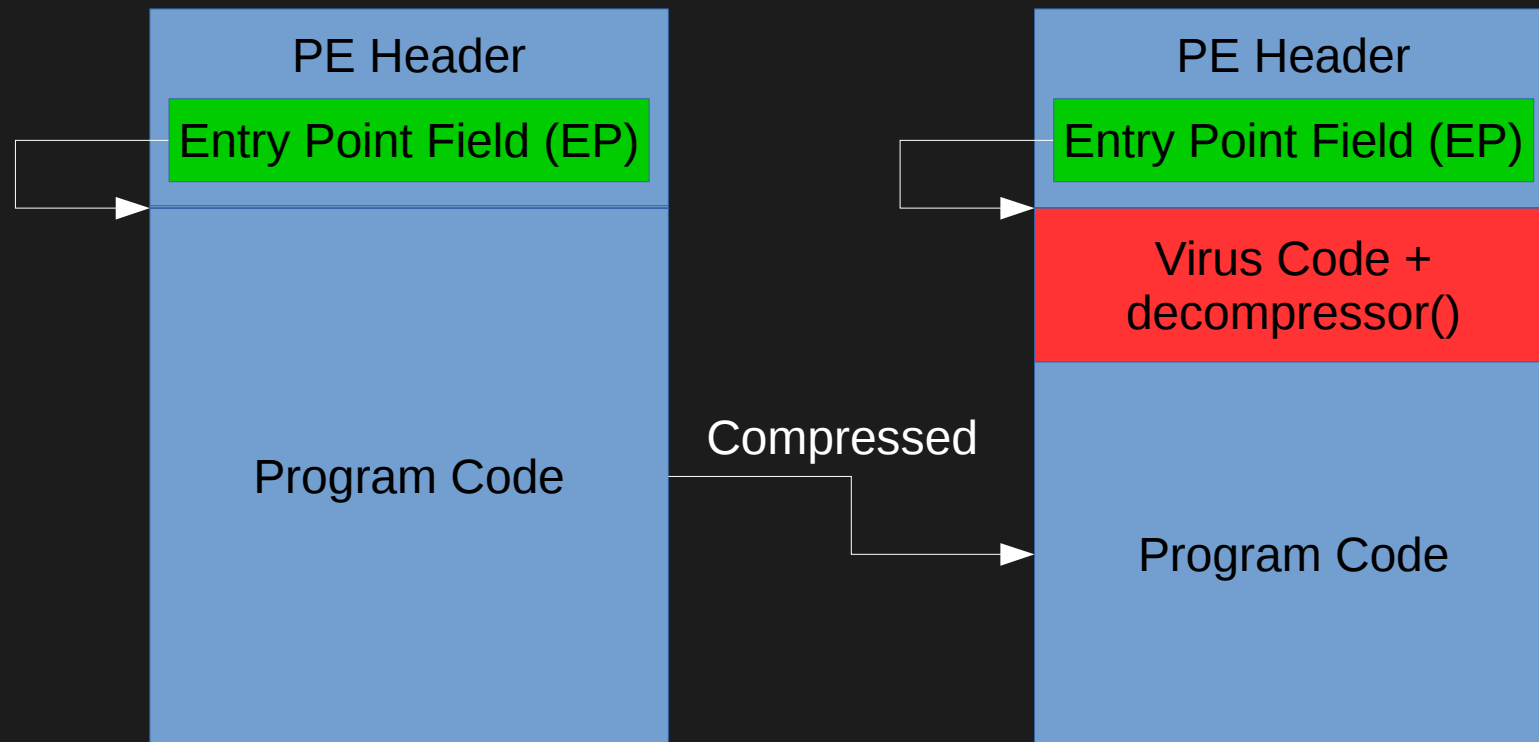 PE Header
Entry Point Field (EP)
Program Code
Compressed
PE Header
Entry Point Field (EP)
Virus Code +
decompressor()
Program Code